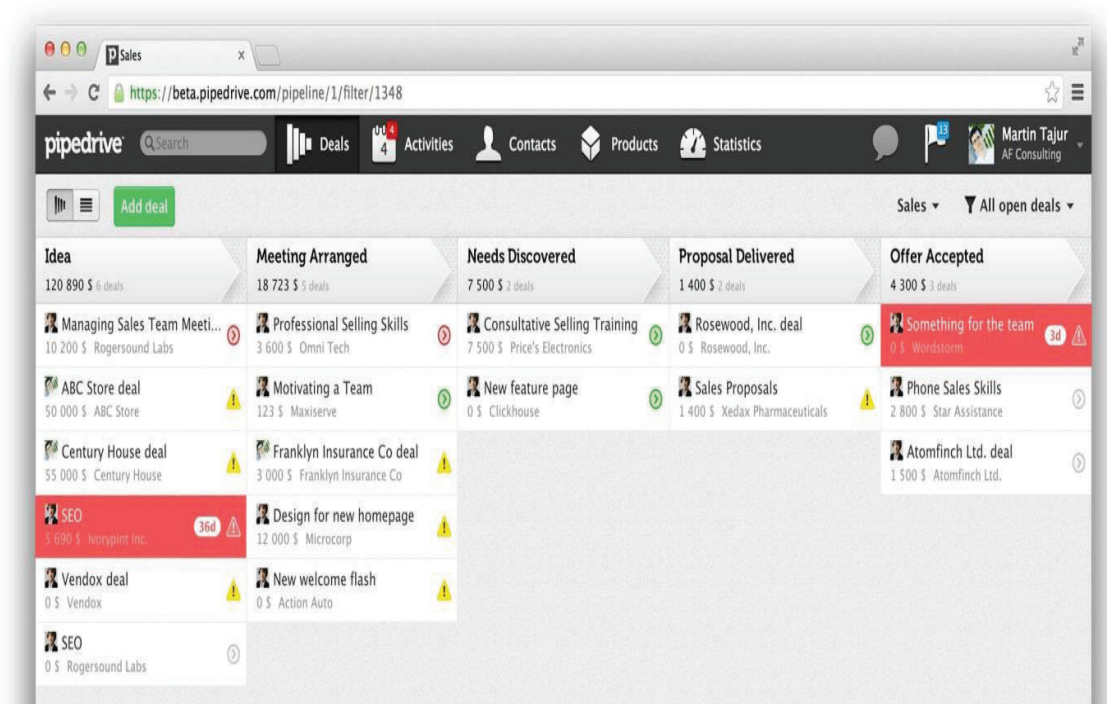 Sales
https://beta.pipedrive.com/pipeline/1/filter/1348
pipedrive Search Deals 4 4 Activities Contacts Products Statistics 13 Martin Tajur
AF Consulting
Add deal Sales All open deals
Idea
120 890 $ 6 deals
Managing Sales Team Meeti...
10 200 $ Rogersound Labs
ABC Store deal
50 000 $ ABC Store
Century House deal
55 000 $ Century House
SEO 36d
5 690 $ Ivorypint Inc.
Vendox deal
0 $ Vendox
SEO
0 $ Rogersound Labs
Meeting Arranged
18 723 $ 5 deals
Professional Selling Skills
3 600 $ Omni Tech
Motivating a Team
123 $ Maxiserve
Franklyn Insurance Co deal
3 000 $ Franklyn Insurance Co
Design for new homepage
12 000 $ Microcorp
New welcome flash
0 $ Action Auto
Needs Discovered
7 500 $ 2 deals
Consultative Selling Training
7 500 $ Price's Electronics
New feature page
0 $ Clickhouse
Proposal Delivered
1 400 $ 2 deals
Rosewood, Inc. deal
0 $ Rosewood, Inc.
Sales Proposals
1 400 $ Xedax Pharmaceuticals
Offer Accepted
4 300 $ 3 deals
Something for the team 3d
0 $ Wordstorm
Phone Sales Skills
2 800 $ Star Assistance
Atomfinch Ltd. deal
1 500 $ Atomfinch Ltd.